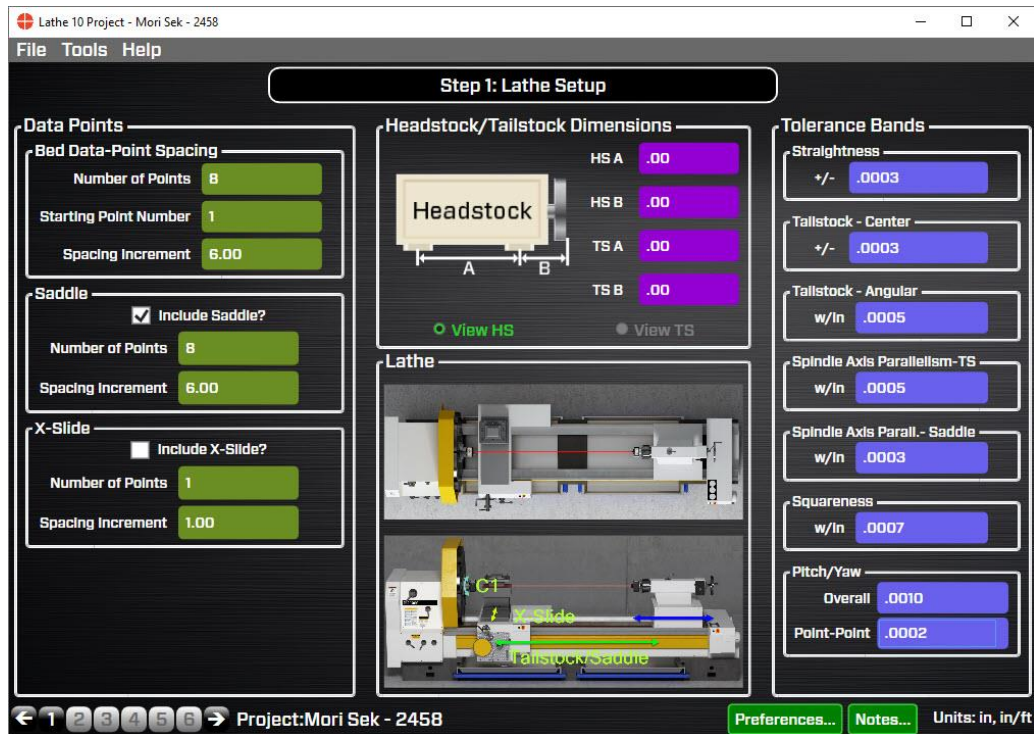 Lathe 10 Project - Mori Sek - 2458
File Tools Help
Step 1: Lathe Setup
Data Points
Bed Data-Point Spacing
Number of Points 8
Starting Point Number 1
Spacing Increment 6.00
Saddle
Include Saddle?
Number of Points 8
Spacing Increment 6.00
X-Slide
Include X-Slide?
Number of Points 1
Spacing Increment 1.00
Headstock/Tailstock Dimensions
Headstock
A B
HS A .00
HS B .00
TS A .00
TS B .00
View HS View TS
Lathe
C1
X-Slide
Tailstock/Saddle
Tolerance Bands
Straightness
+/- .0003
Tailstock - Center
+/- .0003
Tailstock - Angular
w/in .0005
Spindle Axis Parallelism-TS
w/in .0005
Spindle Axis Parall.- Saddle
w/in .0003
Squareness
w/in .0007
Pitch/Yaw
Overall .0010
Point-Point .0002
1 2 3 4 5 6 Project:Mori Sek - 2458
Preferences... Notes... Units: in, in/ft